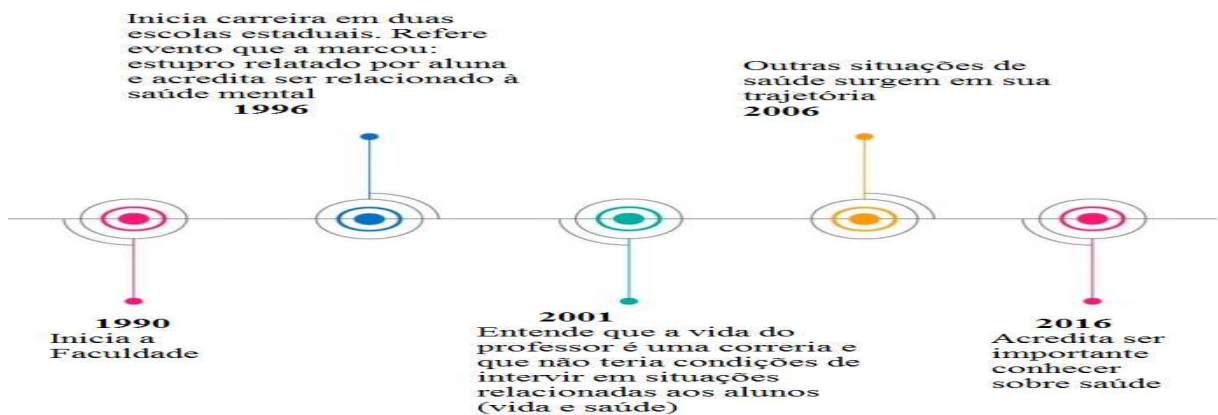 Inicia carreira em duas
escolas estaduais. Refere
evento que a marcou:
estupro relatado por aluna
e acredita ser relacionado à
saúde mental
1996
Outras situações de
saúde surgem em sua
trajetória
2006
1990
Inicia a
Faculdade
2001
Entende que a vida do
professor é uma correria e
que não teria condições de
intervir em situações
relacionadas aos alunos
(vida e saúde)
2016
Acredita ser
importante
conhecer
sobre saúde